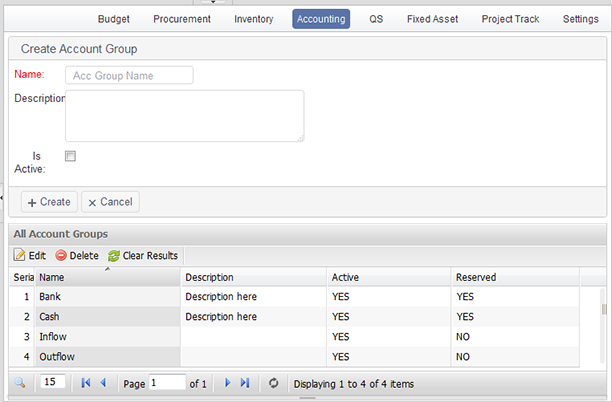 Budget Procurement Inventory Accounting QS Fixed Asset Project Track Settings
Create Account Group
Name: Acc Group Name
Description
Is
Active:
+ Create × Cancel
All Account Groups
Edit Delete Clear Results
Seria Name Description Active Reserved
1 Bank Description here YES YES
2 Cash Description here YES YES
3 Inflow YES NO
4 Outflow YES NO
15 Page 1 of 1 Displaying 1 to 4 of 4 items